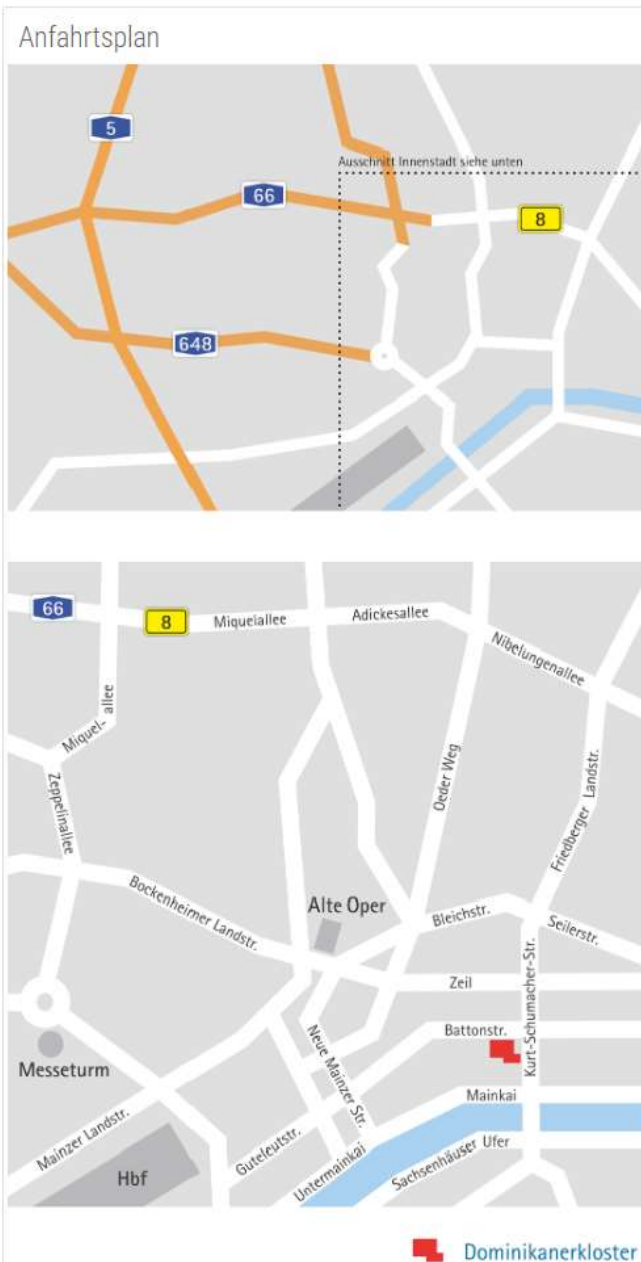 Anfahrtsplan
5
Ausschnitt Innenstadt siehe unten
66
8
648
66
8
Miquelallee
Adickesallee
Nibelungenallee
Miquel-allee
Zeppelinallee
Oeder Weg
Friedberger Landstr.
Bockenheimer Landstr.
Alte Oper
Bleichstr.
Seilerstr.
Zeil
Kurt-Schumacher-Str.
Battonstr.
Messeturm
Neue Mainzer Str.
Mainkai
Mainzer Landstr.
Guteleutstr.
Untermainkai
Sachsenhäuser Ufer
Hbf
Dominikanerkloster